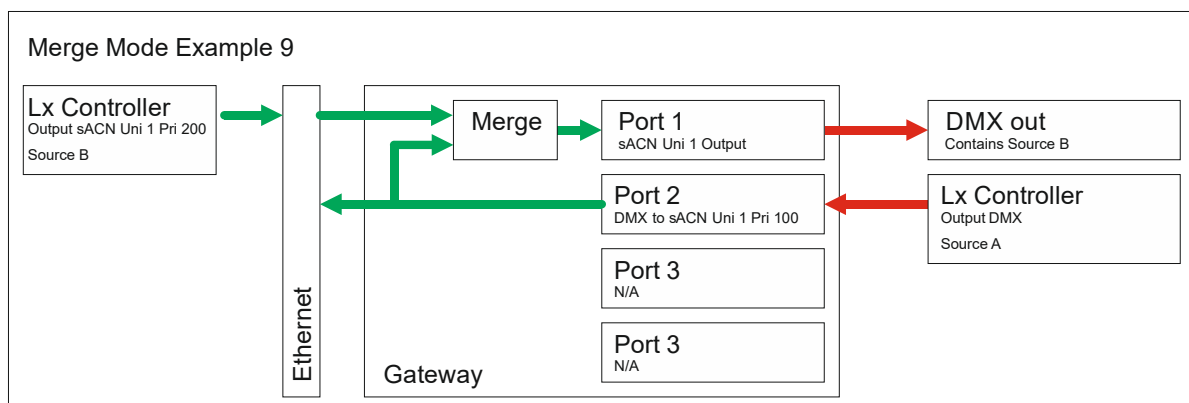 Merge Mode Example 9
Lx Controller
Output sACN Uni 1 Pri 200
Source B
Ethernet
Gateway
Merge
Port 1
sACN Uni 1 Output
Port 2
DMX to sACN Uni 1 Pri 100
Port 3
N/A
Port 3
N/A
DMX out
Contains Source B
Lx Controller
Output DMX
Source A